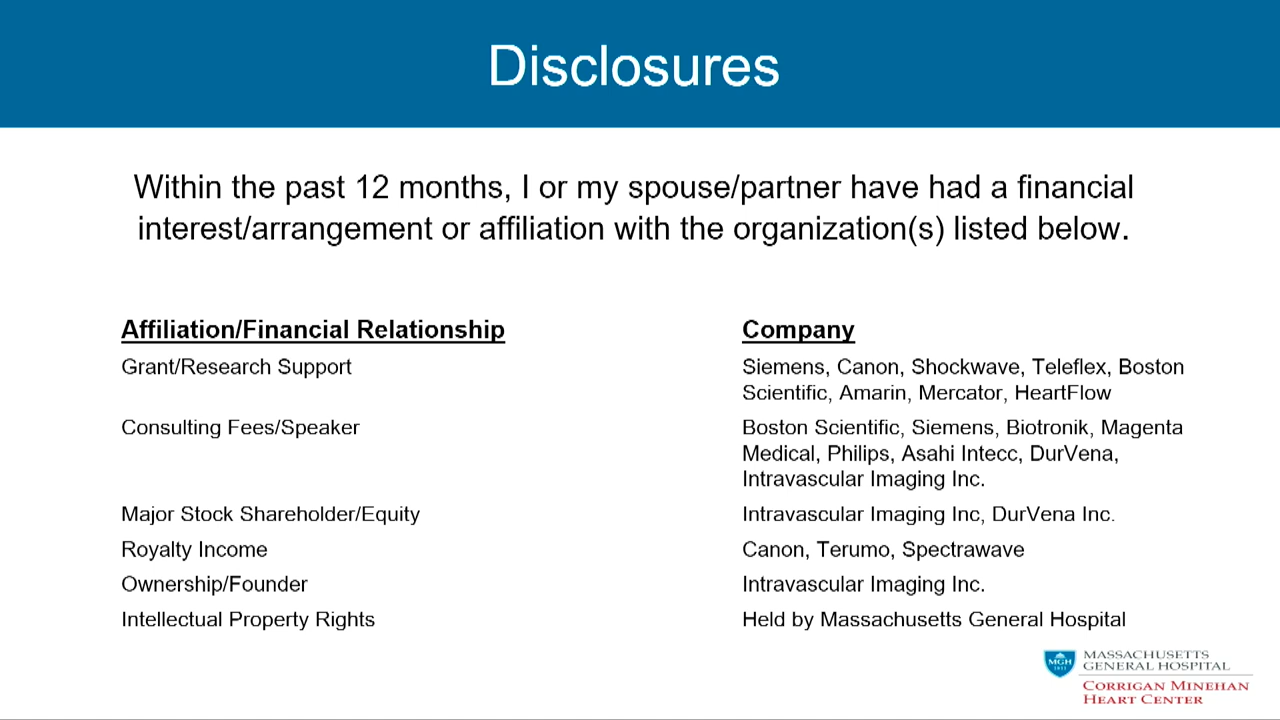 Disclosures
Within the past 12 months, I or my spouse/partner have had a financial
interest/arrangement or affiliation with the organization(s) listed below.
Affiliation/Financial Relationship
Company
Grant/Research Support
Siemens, Canon, Shockwave, Teleflex, Boston
Scientific, Amarin, Mercator, HeartFlow
Consulting Fees/Speaker
Boston Scientific, Siemens, Biotronik, Magenta
Medical, Philips, Asahi Intecc, DurVena,
Intravascular Imaging Inc.
Major Stock Shareholder/Equity
Intravascular Imaging Inc, DurVena Inc.
Royalty Income
Canon, Terumo, Spectrawave
Ownership/Founder
Intravascular Imaging Inc.
Intellectual Property Rights
Held by Massachusetts General Hospital
MGH
1811
MASSACHUSETTS
GENERAL HOSPITAL
CORRIGAN MINEHAN
HEART CENTER